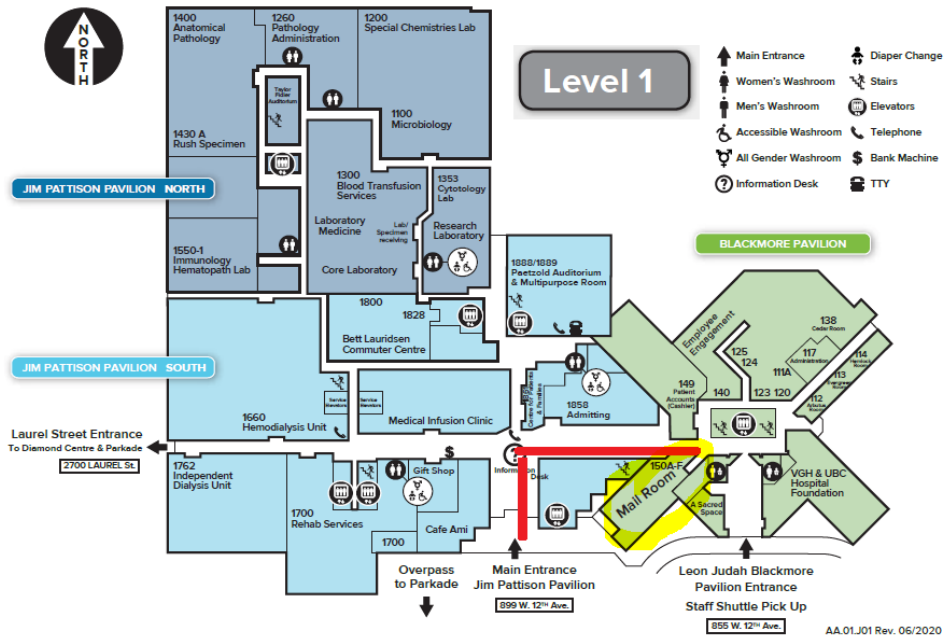 NORTH
1400
Anatomical
Pathology
1260
Pathology
Administration
1200
Special Chemistries Lab
Level 1
Main Entrance
Women's Washroom
Men's Washroom
Accessible Washroom
All Gender Washroom
Information Desk
Diaper Change
Stairs
Elevators
Telephone
Bank Machine
TTY
Taylor
Fidler
Auditorium
1430 A
Rush Specimen
1100
Microbiology
JIM PATTISON PAVILION NORTH
1300
Blood Transfusion
Services
1353
Cytotology
Lab
Laboratory
Medicine
Lab/
Specimen
receiving
Research
Laboratory
Core Laboratory
1550-1
Immunology
Hematopath Lab
BLACKMORE PAVILION
1888/1889
Paetzold Auditorium
& Multipurpose Room
1800
1828
Bett Lauridsen
Commuter Centre
JIM PATTISON PAVILION SOUTH
Employee
Engagement
138
Cedar Room
125
124
117
Administration
111A
114
113
112
123 120
140
149
Patient
Accounts
(Cashier)
Service
Elevators
Service
Elevators
1660
Hemodialysis Unit
Medical Infusion Clinic
Centre for Patients
& Families
1858
Admitting
Laurel Street Entrance
To Diamond Centre & Parkade
2700 LAUREL St.
1762
Independent
Dialysis Unit
1700
Rehab Services
Gift Shop
$
?
Information
Desk
150A-F
Mail Room
A Sacred
Space
VGH & UBC
Hospital
Foundation
Cafe Ami
1700
Overpass
to Parkade
Main Entrance
Jim Pattison Pavilion
899 W. 12TH Ave.
Leon Judah Blackmore
Pavilion Entrance
Staff Shuttle Pick Up
855 W. 12TH Ave.
AA.01.J01 Rev. 06/2020